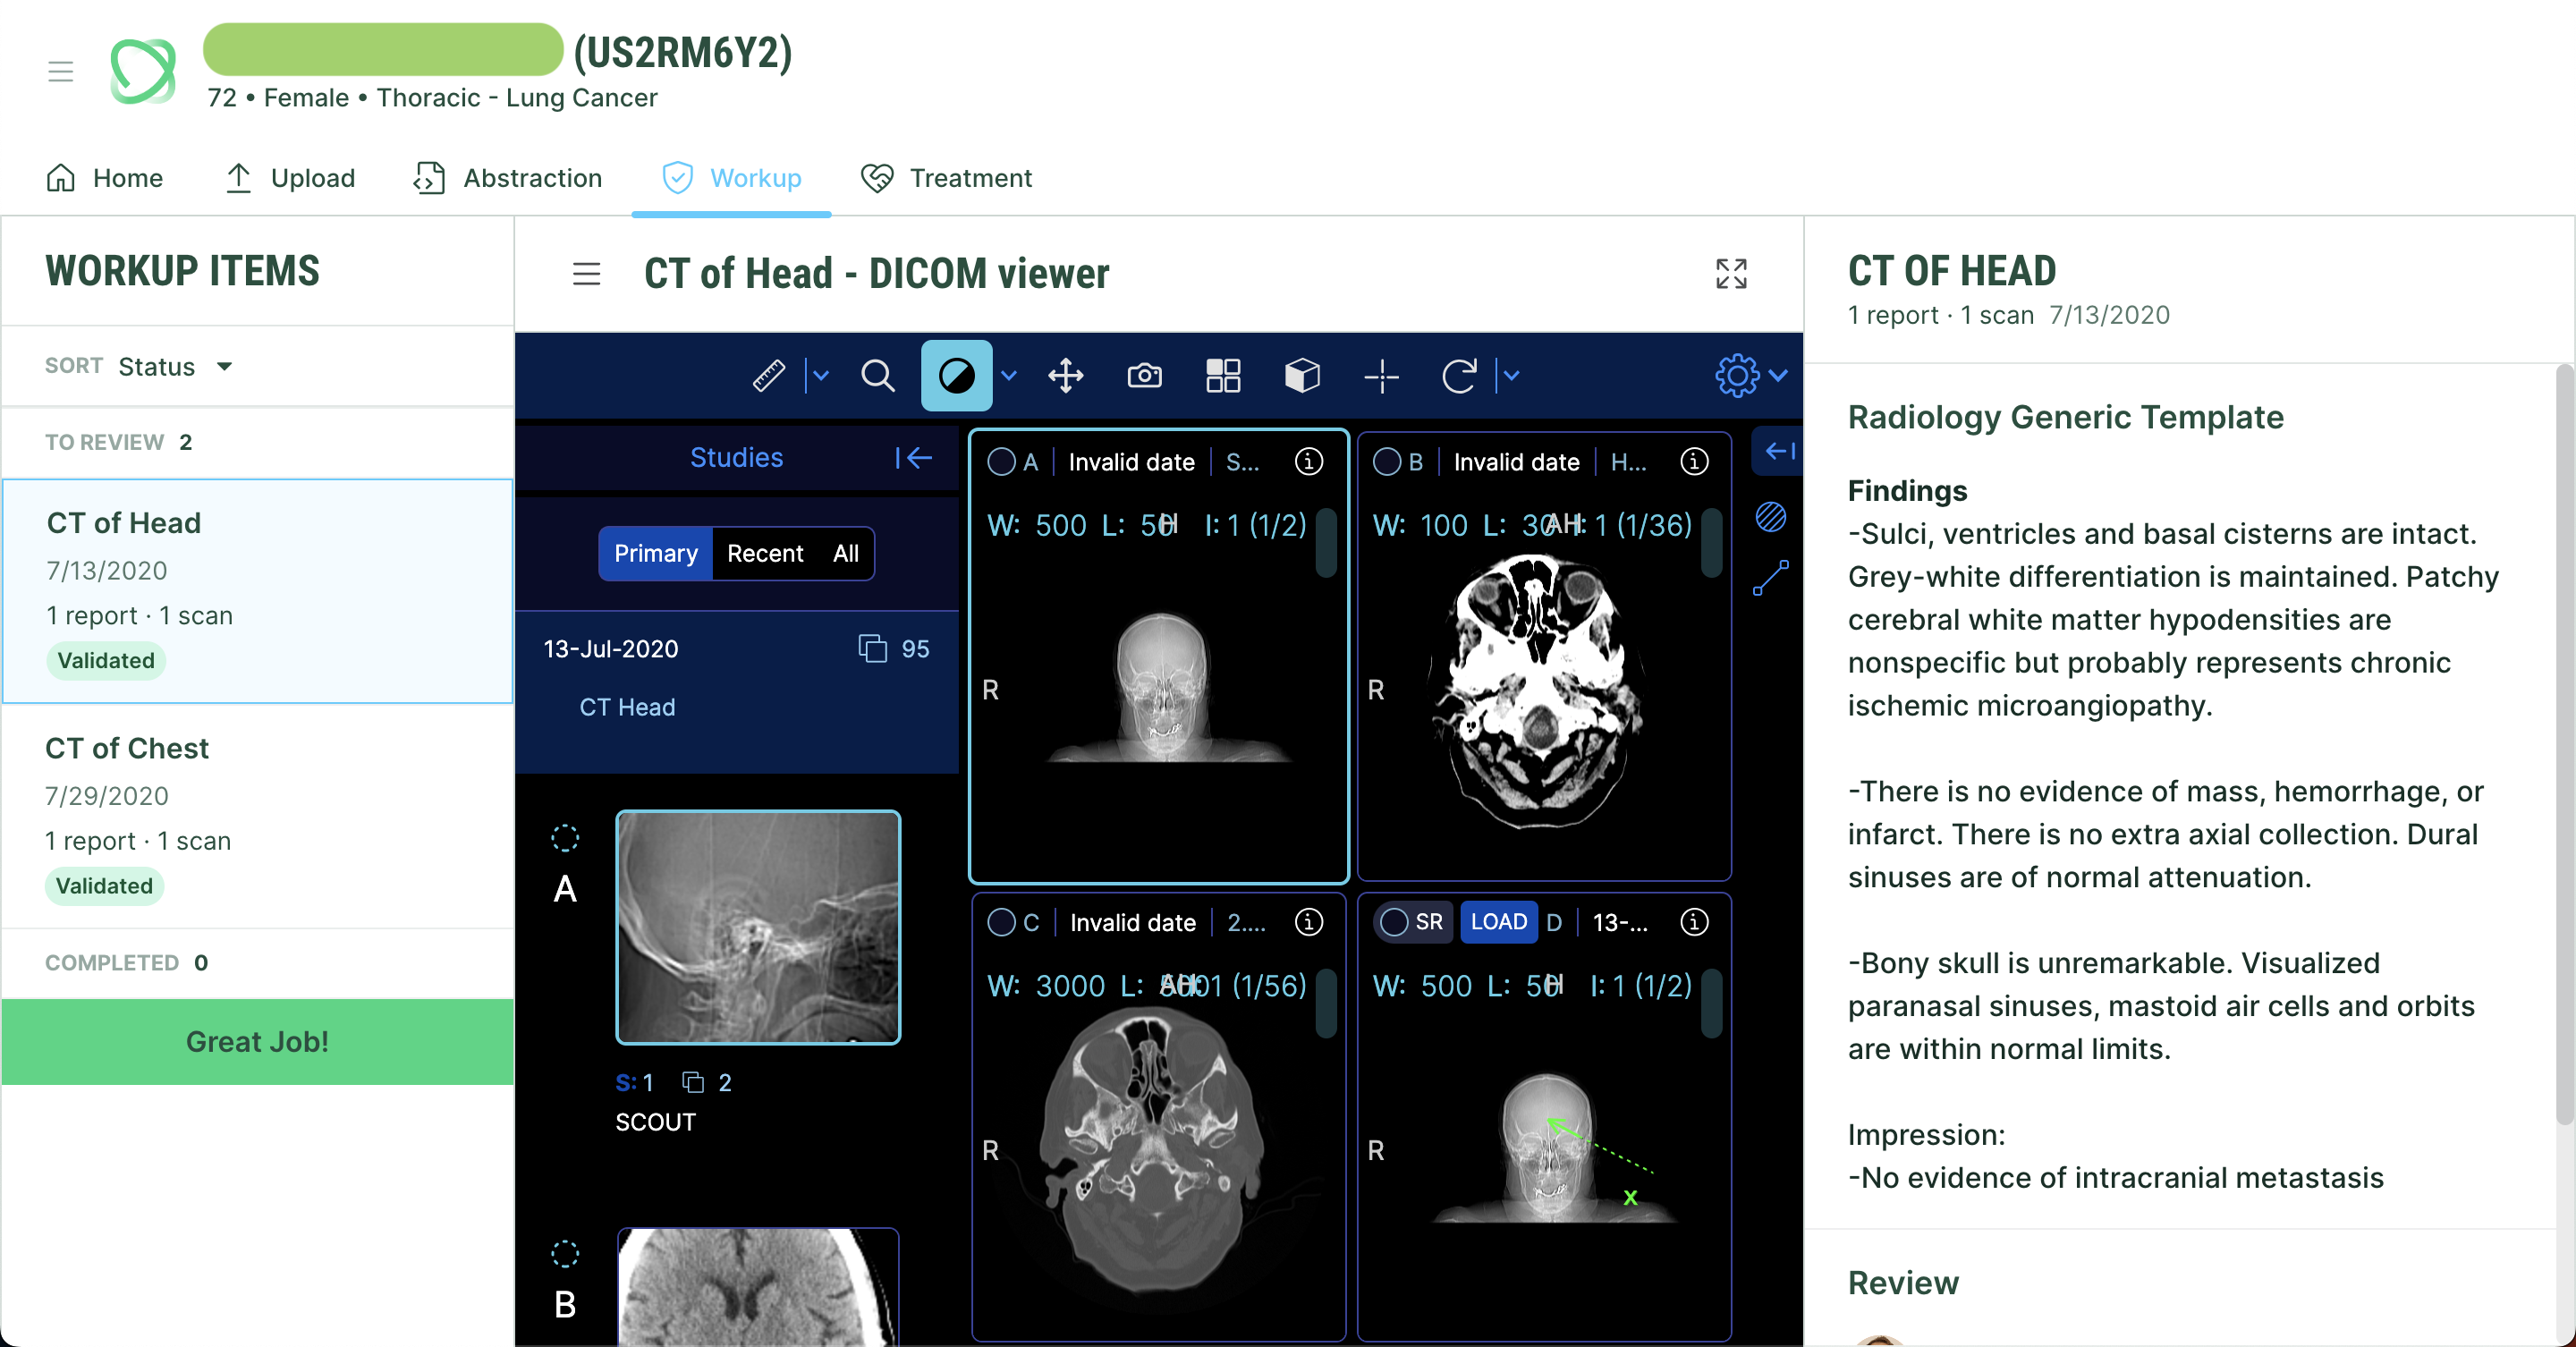 (US2RM6Y2)
72 • Female • Thoracic - Lung Cancer
Home
Upload
Abstraction
Workup
Treatment
WORKUP ITEMS
SORT Status
TO REVIEW 2
CT of Head
7/13/2020
1 report · 1 scan
Validated
CT of Chest
7/29/2020
1 report · 1 scan
Validated
COMPLETED 0
Great Job!
CT of Head - DICOM viewer
Studies
Primary Recent All
13-Jul-2020 95
CT Head
A
S: 1 2
SCOUT
B
A Invalid date S...
W: 500 L: 50 H I: 1 (1/2)
R
B Invalid date H...
W: 100 L: 30 AH I: 1 (1/36)
R
C Invalid date 2....
W: 3000 L: AH 1 (1/56)
R
SR LOAD D 13-...
W: 500 L: 50 H I: 1 (1/2)
R
x
CT OF HEAD
1 report · 1 scan 7/13/2020
Radiology Generic Template
Findings
-Sulci, ventricles and basal cisterns are intact.
Grey-white differentiation is maintained. Patchy
cerebral white matter hypodensities are
nonspecific but probably represents chronic
ischemic microangiopathy.
-There is no evidence of mass, hemorrhage, or
infarct. There is no extra axial collection. Dural
sinuses are of normal attenuation.
-Bony skull is unremarkable. Visualized
paranasal sinuses, mastoid air cells and orbits
are within normal limits.
Impression:
-No evidence of intracranial metastasis
Review